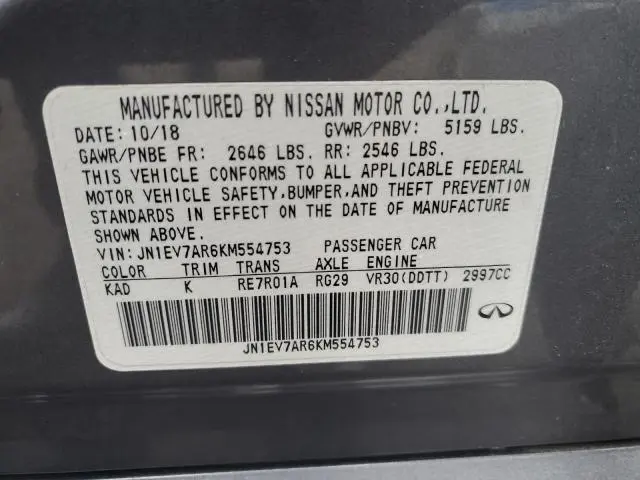 MANUFACTURED BY NISSAN MOTOR CO.,LTD.
DATE: 10/18 GVWR/PNBV: 5159 LBS.
GAWR/PNBE FR: 2646 LBS. RR: 2546 LBS.
THIS VEHICLE CONFORMS TO ALL APPLICABLE FEDERAL
MOTOR VEHICLE SAFETY,BUMPER,AND THEFT PREVENTION
STANDARDS IN EFFECT ON THE DATE OF MANUFACTURE
SHOWN ABOVE.
VIN: JN1EV7AR6KM554753 PASSENGER CAR
COLOR TRIM TRANS AXLE ENGINE
KAD K RE7R01A RG29 VR30(DDTT) 2997CC
JN1EV7AR6KM554753